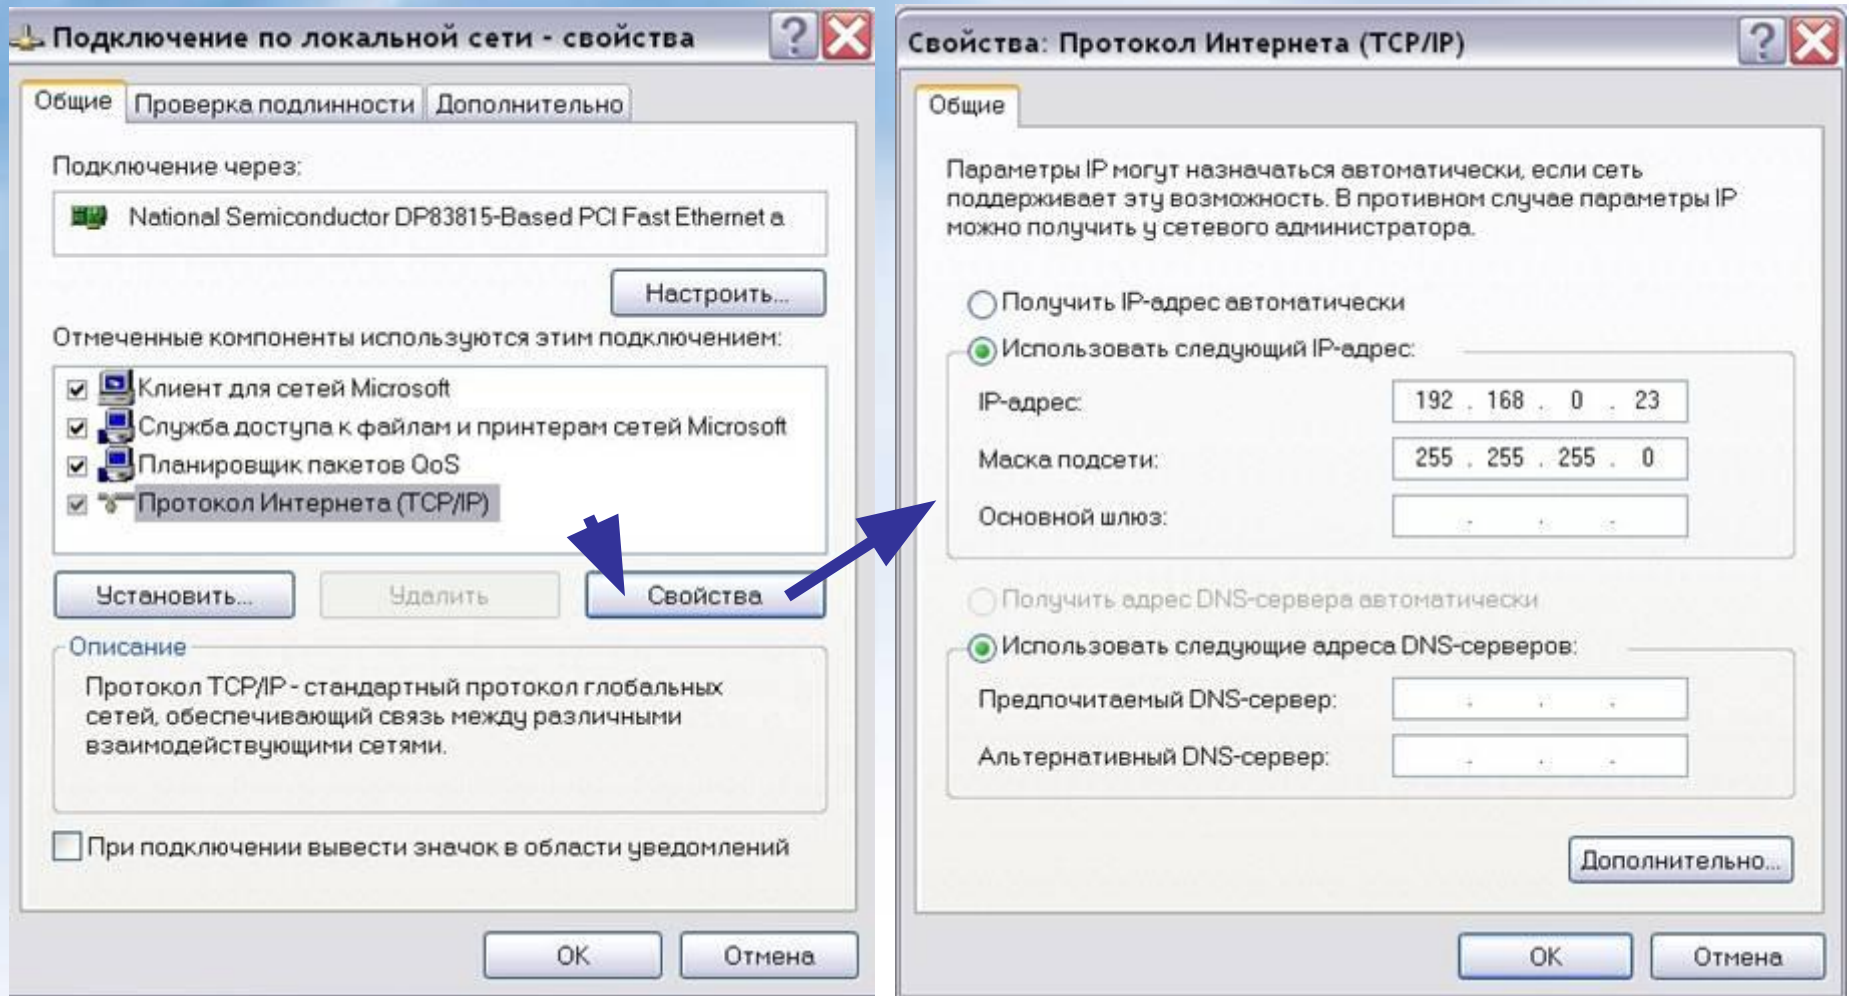 Подключение по локальной сети - свойства
Общие
Проверка подлинности
Дополнительно
Подключение через:
National Semiconductor DP83815-Based PCI Fast Ethernet a
Настроить...
Отмеченные компоненты используются этим подключением:
Клиент для сетей Microsoft
Служба доступа к файлам и принтерам сетей Microsoft
Планировщик пакетов QoS
Протокол Интернета (TCP/IP)
Установить...
Удалить
Свойства
Описание
Протокол TCP/IP - стандартный протокол глобальных
сетей, обеспечивающий связь между различными
взаимодействующими сетями.
При подключении вывести значок в области уведомлений
OK
Отмена
Свойства: Протокол Интернета (TCP/IP)
Общие
Параметры IP могут назначаться автоматически, если сеть
поддерживает эту возможность. В противном случае параметры IP
можно получить у сетевого администратора.
Получить IP-адрес автоматически
Использовать следующий IP-адрес:
IP-адрес: 192 . 168 . 0 . 23
Маска подсети: 255 . 255 . 255 . 0
Основной шлюз: . . .
Получить адрес DNS-сервера автоматически
Использовать следующие адреса DNS-серверов:
Предпочитаемый DNS-сервер: . . .
Альтернативный DNS-сервер: . . .
Дополнительно...
OK
Отмена